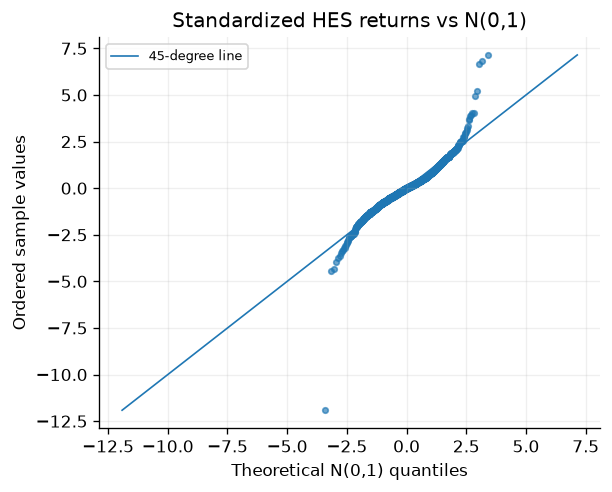 Standardized HES returns vs N(0,1)
45-degree line
Ordered sample values
7.5
5.0
2.5
0.0
−2.5
−5.0
−7.5
−10.0
−12.5
−12.5 −10.0 −7.5 −5.0 −2.5 0.0 2.5 5.0 7.5
Theoretical N(0,1) quantiles